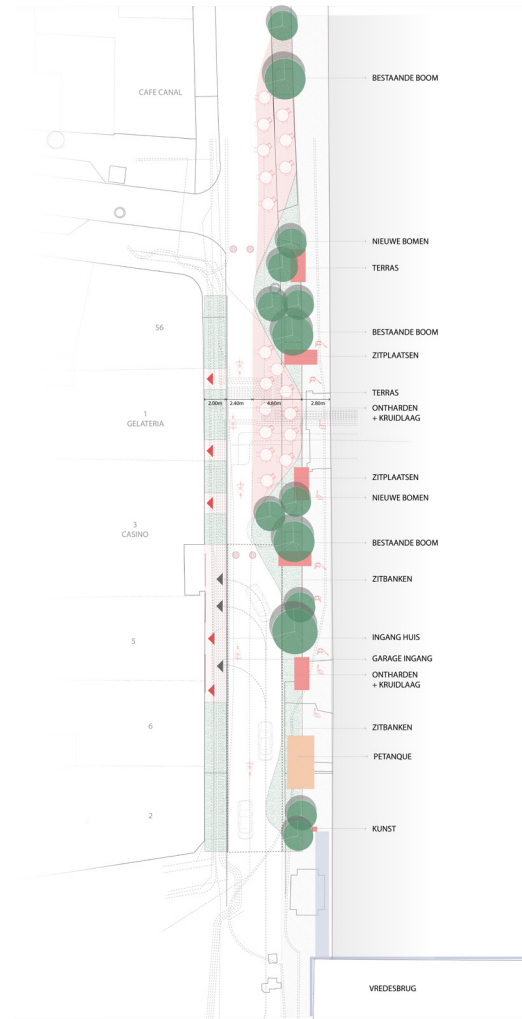 BESTAANDE BOOM
CAFE CANAL
NIEUWE BOMEN
TERRAS
56
BESTAANDE BOOM
ZITPLAATSEN
TERRAS
2.00m 2.40m 4.80m 2.86m
ONTHARDEN
+ KRUIDLAAG
1
GELATERIA
ZITPLAATSEN
NIEUWE BOMEN
3
CASINO
BESTAANDE BOOM
ZITBANKEN
5
INGANG HUIS
GARAGE INGANG
ONTHARDEN
+ KRUIDLAAG
6
ZITBANKEN
PETANQUE
2
KUNST
VREDESBRUG